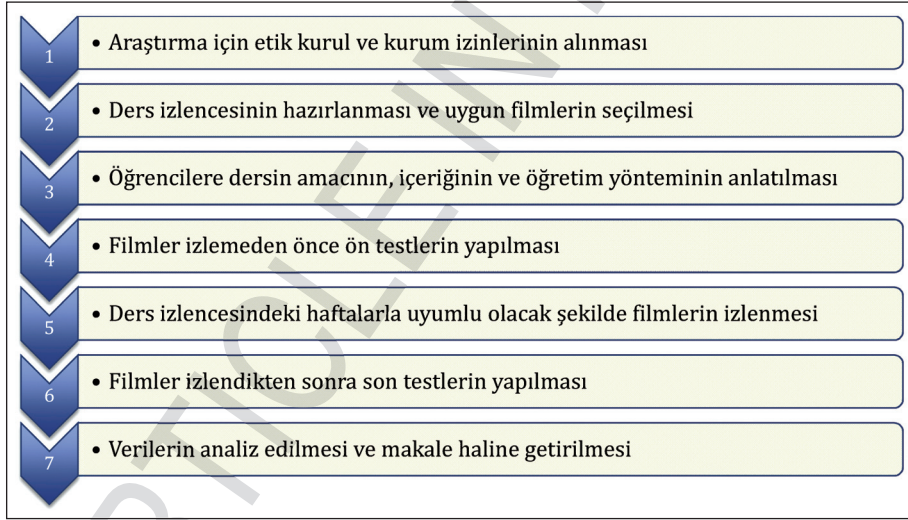 1 • Araştırma için etik kurul ve kurum izinlerinin alınması
2 • Ders izlencesinin hazırlanması ve uygun filmlerin seçilmesi
3 • Öğrencilere dersin amacının, içeriğinin ve öğretim yönteminin anlatılması
4 • Filmler izlemeden önce ön testlerin yapılması
5 • Ders izlencesindeki haftalarla uyumlu olacak şekilde filmlerin izlenmesi
6 • Filmler izlendikten sonra son testlerin yapılması
7 • Verilerin analiz edilmesi ve makale haline getirilmesi
RTICLE IN